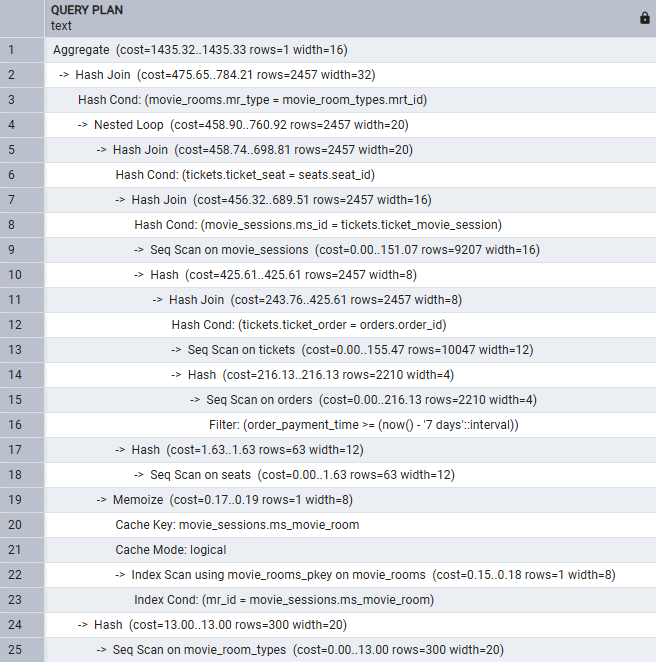 QUERY PLAN
text
1 Aggregate (cost=1435.32..1435.33 rows=1 width=16)
2 -> Hash Join (cost=475.65..784.21 rows=2457 width=32)
3 Hash Cond: (movie_rooms.mr_type = movie_room_types.mrt_id)
4 -> Nested Loop (cost=458.90..760.92 rows=2457 width=20)
5 -> Hash Join (cost=458.74..698.81 rows=2457 width=20)
6 Hash Cond: (tickets.ticket_seat = seats.seat_id)
7 -> Hash Join (cost=456.32..689.51 rows=2457 width=16)
8 Hash Cond: (movie_sessions.ms_id = tickets.ticket_movie_session)
9 -> Seq Scan on movie_sessions (cost=0.00..151.07 rows=9207 width=16)
10 -> Hash (cost=425.61..425.61 rows=2457 width=8)
11 -> Hash Join (cost=243.76..425.61 rows=2457 width=8)
12 Hash Cond: (tickets.ticket_order = orders.order_id)
13 -> Seq Scan on tickets (cost=0.00..155.47 rows=10047 width=12)
14 -> Hash (cost=216.13..216.13 rows=2210 width=4)
15 -> Seq Scan on orders (cost=0.00..216.13 rows=2210 width=4)
16 Filter: (order_payment_time >= (now() - '7 days'::interval))
17 -> Hash (cost=1.63..1.63 rows=63 width=12)
18 -> Seq Scan on seats (cost=0.00..1.63 rows=63 width=12)
19 -> Memoize (cost=0.17..0.19 rows=1 width=8)
20 Cache Key: movie_sessions.ms_movie_room
21 Cache Mode: logical
22 -> Index Scan using movie_rooms_pkey on movie_rooms (cost=0.15..0.18 rows=1 width=8)
23 Index Cond: (mr_id = movie_sessions.ms_movie_room)
24 -> Hash (cost=13.00..13.00 rows=300 width=20)
25 -> Seq Scan on movie_room_types (cost=0.00..13.00 rows=300 width=20)